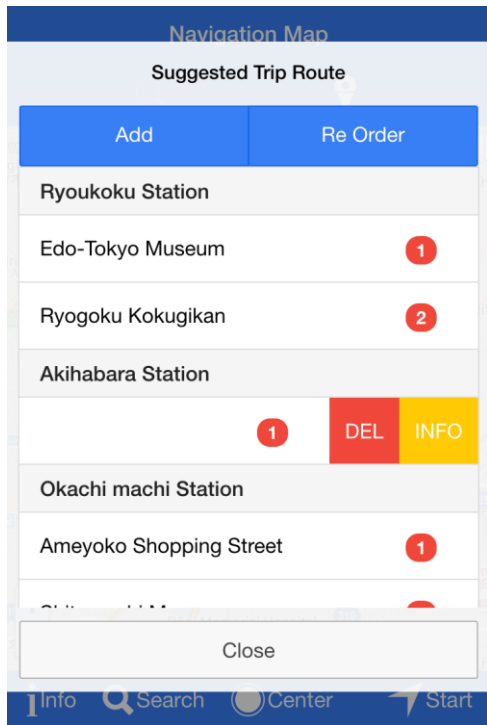 Navigation Map
Suggested Trip Route
Add
Re Order
Ryoukoku Station
Edo-Tokyo Museum 1
Ryogoku Kokugikan 2
Akihabara Station
1 DEL INFO
Okachi machi Station
Ameyoko Shopping Street 1
Close
Info Search Center Start